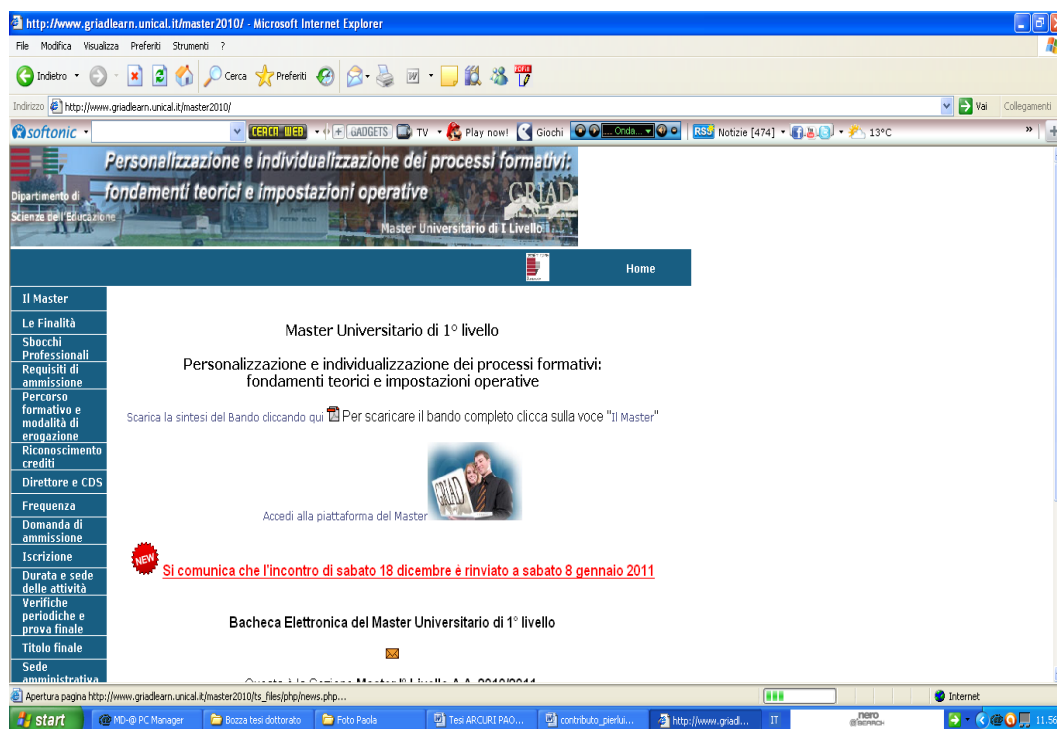 http://www.griadlearn.unical.it/master2010/ - Microsoft Internet Explorer
File Modifica Visualizza Preferiti Strumenti ?
Indietro Cerca Preferiti
Indirizzo http://www.griadlearn.unical.it/master2010/ Vai Collegamenti
softonic CERCA WEB GADGETS TV Play now! Giochi ... Onda... RSS Notizie [474] 13°C »
Personalizzazione e individualizzazione dei processi formativi:
fondamenti teorici e impostazioni operative
Dipartimento di
Scienze dell'Educazione
GRIAD
Master Universitario di I Livello
Home
Il Master
Le Finalità
Sbocchi
Professionali
Requisiti di
ammissione
Percorso
formativo e
modalità di
erogazione
Riconoscimento
crediti
Direttore e CDS
Frequenza
Domanda di
ammissione
Iscrizione
Durata e sede
delle attività
Verifiche
periodiche e
prova finale
Titolo finale
Sede
amministrativa
Master Universitario di 1° livello
Personalizzazione e individualizzazione dei processi formativi:
fondamenti teorici e impostazioni operative
Scarica la sintesi del Bando cliccando qui Per scaricare il bando completo clicca sulla voce "Il Master"
GRIAD
Accedi alla piattaforma del Master
NEW Si comunica che l'incontro di sabato 18 dicembre è rinviato a sabato 8 gennaio 2011
Bacheca Elettronica del Master Universitario di 1° livello
Apertura pagina http://www.griadlearn.unical.it/master2010/ts_files/php/news.php... Internet
start MD-@ PC Manager Bozza tesi dottorato Foto Paola Tesi ARCURI PAO... contributo_pierlui... http://www.griadl... IT nero SEARCH 11.56